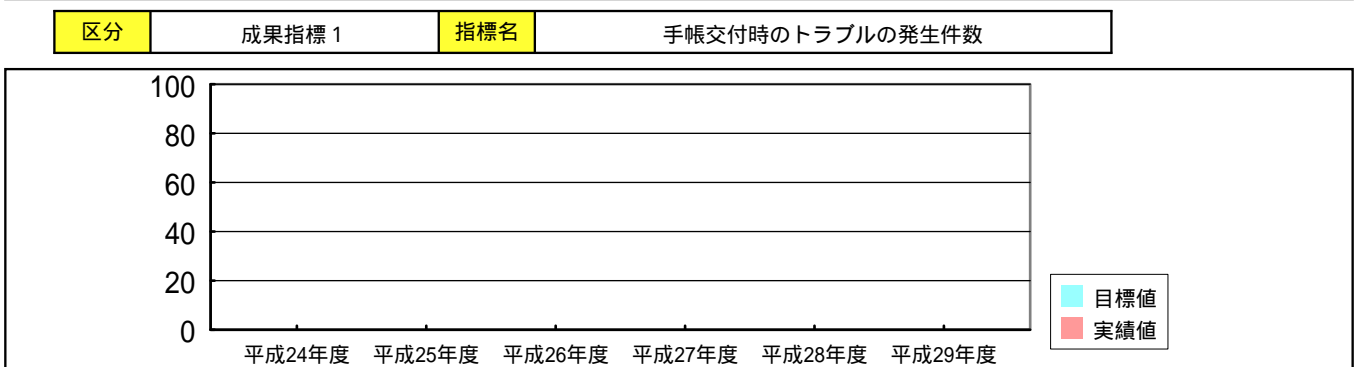 区分 成果指標1 指標名 手帳交付時のトラブルの発生件数
100
80
60
40
20
0
平成24年度 平成25年度 平成26年度 平成27年度 平成28年度 平成29年度
目標値
実績値